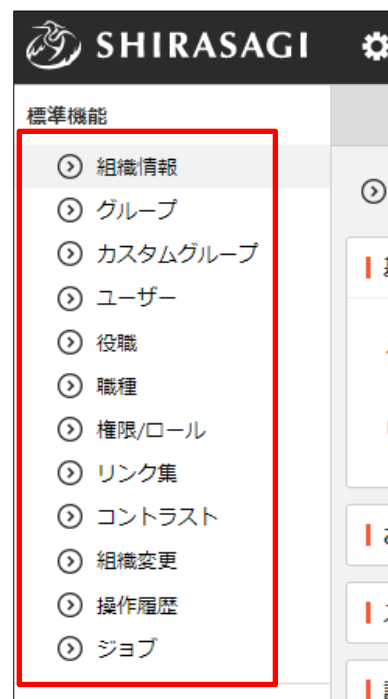 SHIRASAGI
標準機能
組織情報
グループ
カスタムグループ
ユーザー
役職
職種
権限/ロール
リンク集
コントラスト
組織変更
操作履歴
ジョブ